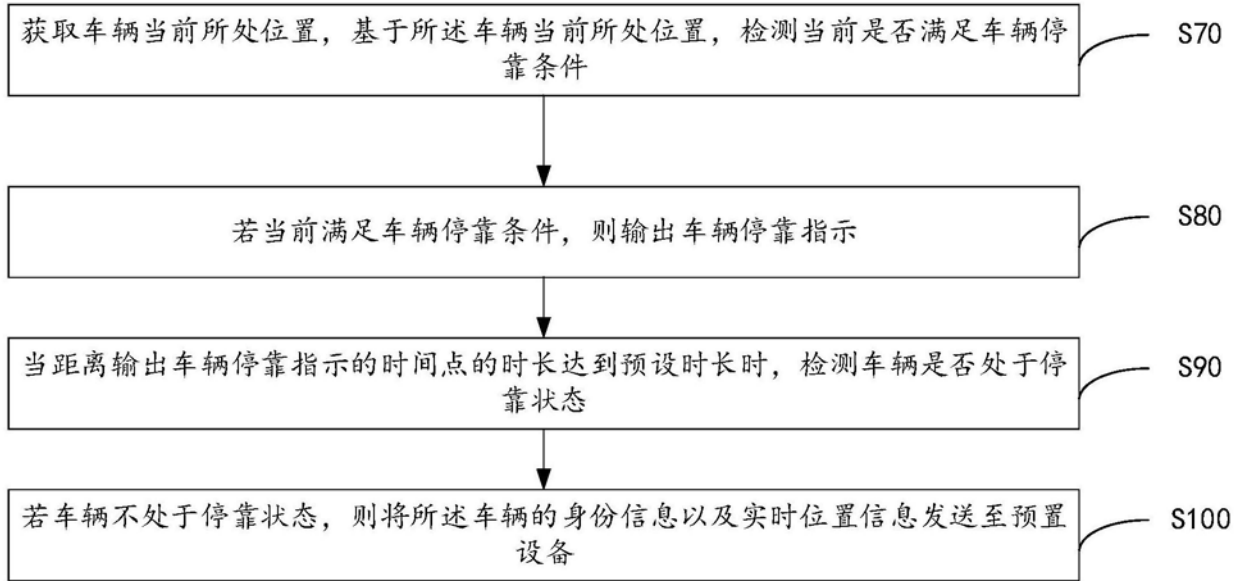 获取车辆当前所处位置，基于所述车辆当前所处位置，检测当前是否满足车辆停
靠条件
S70
若当前满足车辆停靠条件，则输出车辆停靠指示
S80
当距离输出车辆停靠指示的时间点的时长达到预设时长时，检测车辆是否处于停
靠状态
S90
若车辆不处于停靠状态，则将所述车辆的身份信息以及实时位置信息发送至预置
设备
S100